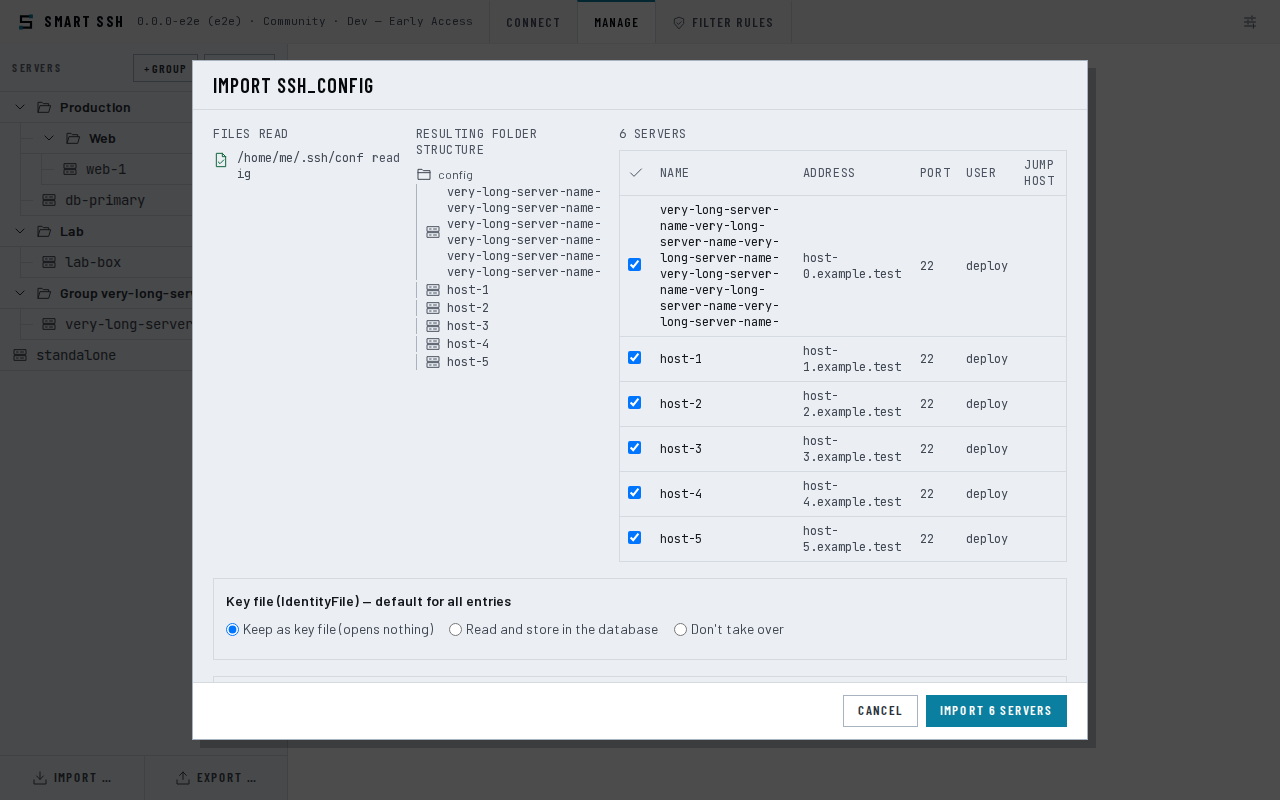 SMART SSH 0.0.0-e2e (e2e) · Community · Dev — Early Access CONNECT MANAGE FILTER RULES
SERVERS + GROUP
Production
Web
web-1
db-primary
Lab
lab-box
Group very-long-ser
very-long-server
standalone
IMPORT …
EXPORT …
IMPORT SSH_CONFIG
FILES READ
/home/me/.ssh/conf read
ig
RESULTING FOLDER
STRUCTURE
config
very-long-server-name-
very-long-server-name-
very-long-server-name-
very-long-server-name-
very-long-server-name-
very-long-server-name-
host-1
host-2
host-3
host-4
host-5
6 SERVERS
NAME ADDRESS PORT USER JUMP
HOST
very-long-server-
name-very-long-
server-name-very-
long-server-name-
very-long-server-
name-very-long-
server-name-very-
long-server-name-
host-
0.example.test
22 deploy
host-1 host-
1.example.test 22 deploy
host-2 host-
2.example.test 22 deploy
host-3 host-
3.example.test 22 deploy
host-4 host-
4.example.test 22 deploy
host-5 host-
5.example.test 22 deploy
Key file (IdentityFile) — default for all entries
Keep as key file (opens nothing) Read and store in the database Don't take over
CANCEL IMPORT 6 SERVERS